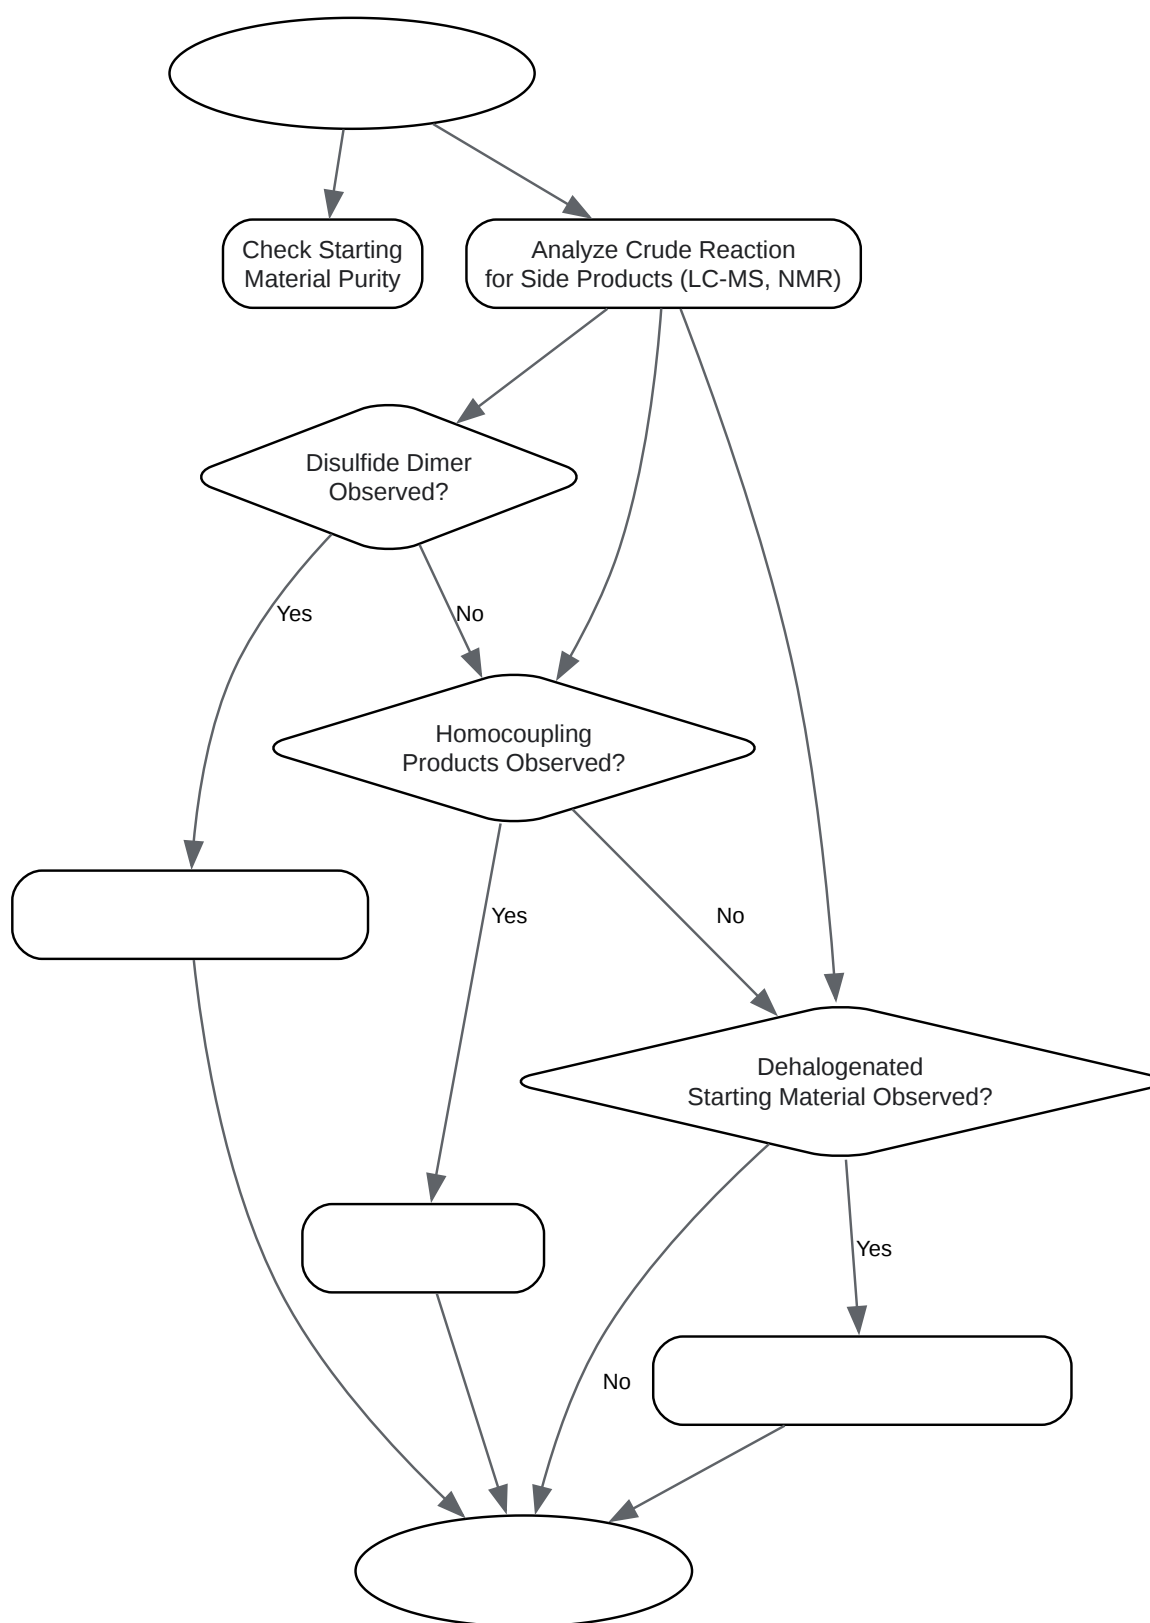 Check Starting
Material Purity
Analyze Crude Reaction
for Side Products (LC-MS, NMR)
Disulfide Dimer
Observed?
Yes
No
Homocoupling
Products Observed?
Yes
No
Dehalogenated
Starting Material Observed?
Yes
No